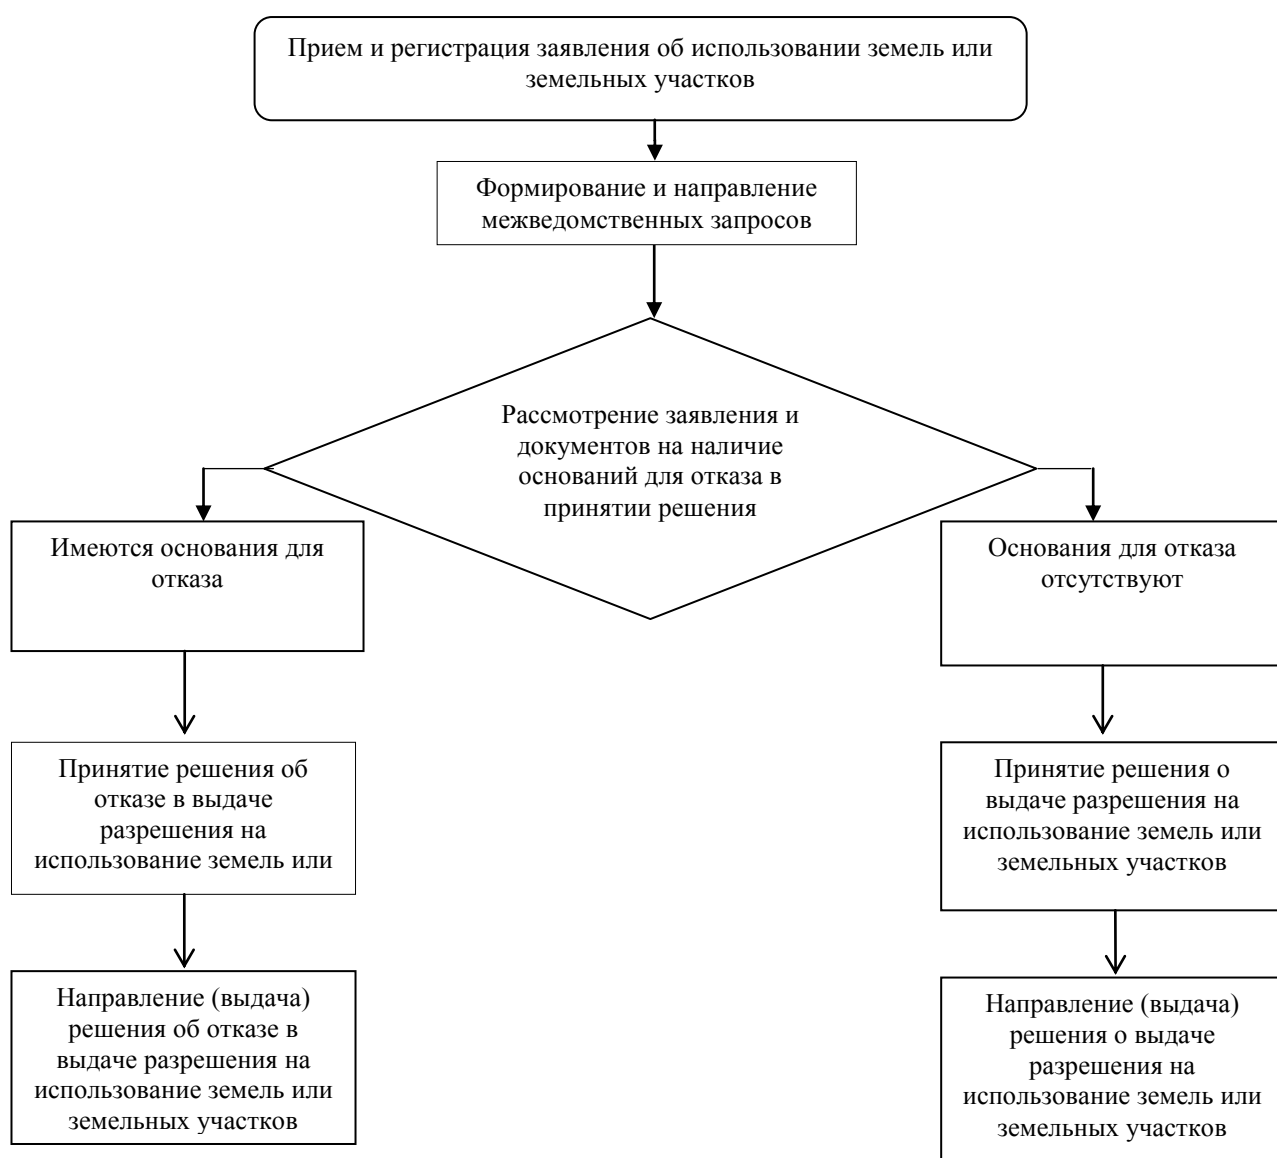 Прием и регистрация заявления об использовании земель или
земельных участков
Формирование и направление
межведомственных запросов
Рассмотрение заявления и
документов на наличие
оснований для отказа в
принятии решения
Имеются основания для
отказа
Основания для отказа
отсутствуют
Принятие решения об
отказе в выдаче
разрешения на
использование земель или
Принятие решения о
выдаче разрешения на
использование земель или
земельных участков
Направление (выдача)
решения об отказе в
выдаче разрешения на
использование земель или
земельных участков
Направление (выдача)
решения о выдаче
разрешения на
использование земель или
земельных участков